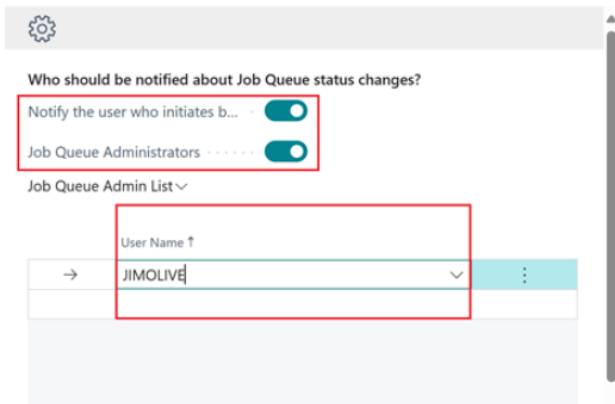 Who should be notified about Job Queue status changes?
Notify the user who initiates b...
Job Queue Administrators
Job Queue Admin List
User Name ↑
JIMOLIVE